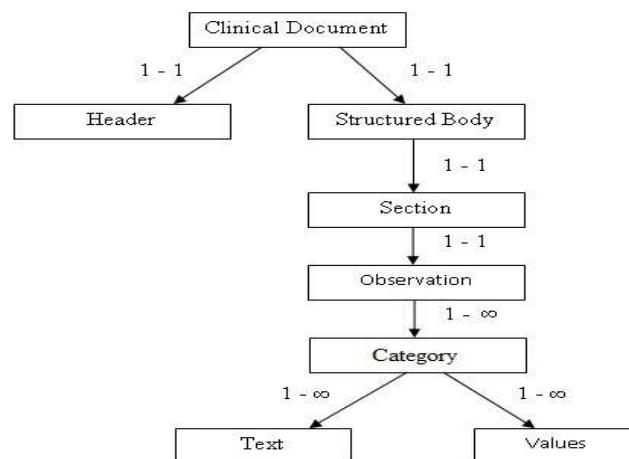 Clinical Document
1 - 1
1 - 1
Header
Structured Body
1 - 1
Section
1 - 1
Observation
1 - ∞
Category
1 - ∞
1 - ∞
Text
Values